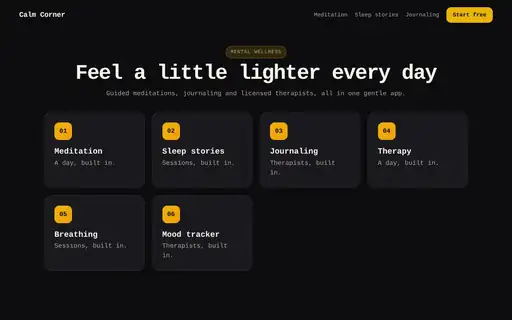 Calm Corner
Meditation Sleep stories Journaling Start free
MENTAL WELLNESS
Feel a little lighter every day
Guided meditations, journaling and licensed therapists, all in one gentle app.
01
Meditation
A day, built in.
02
Sleep stories
Sessions, built in.
03
Journaling
Therapists, built
in.
04
Therapy
A day, built in.
05
Breathing
Sessions, built in.
06
Mood tracker
Therapists, built
in.